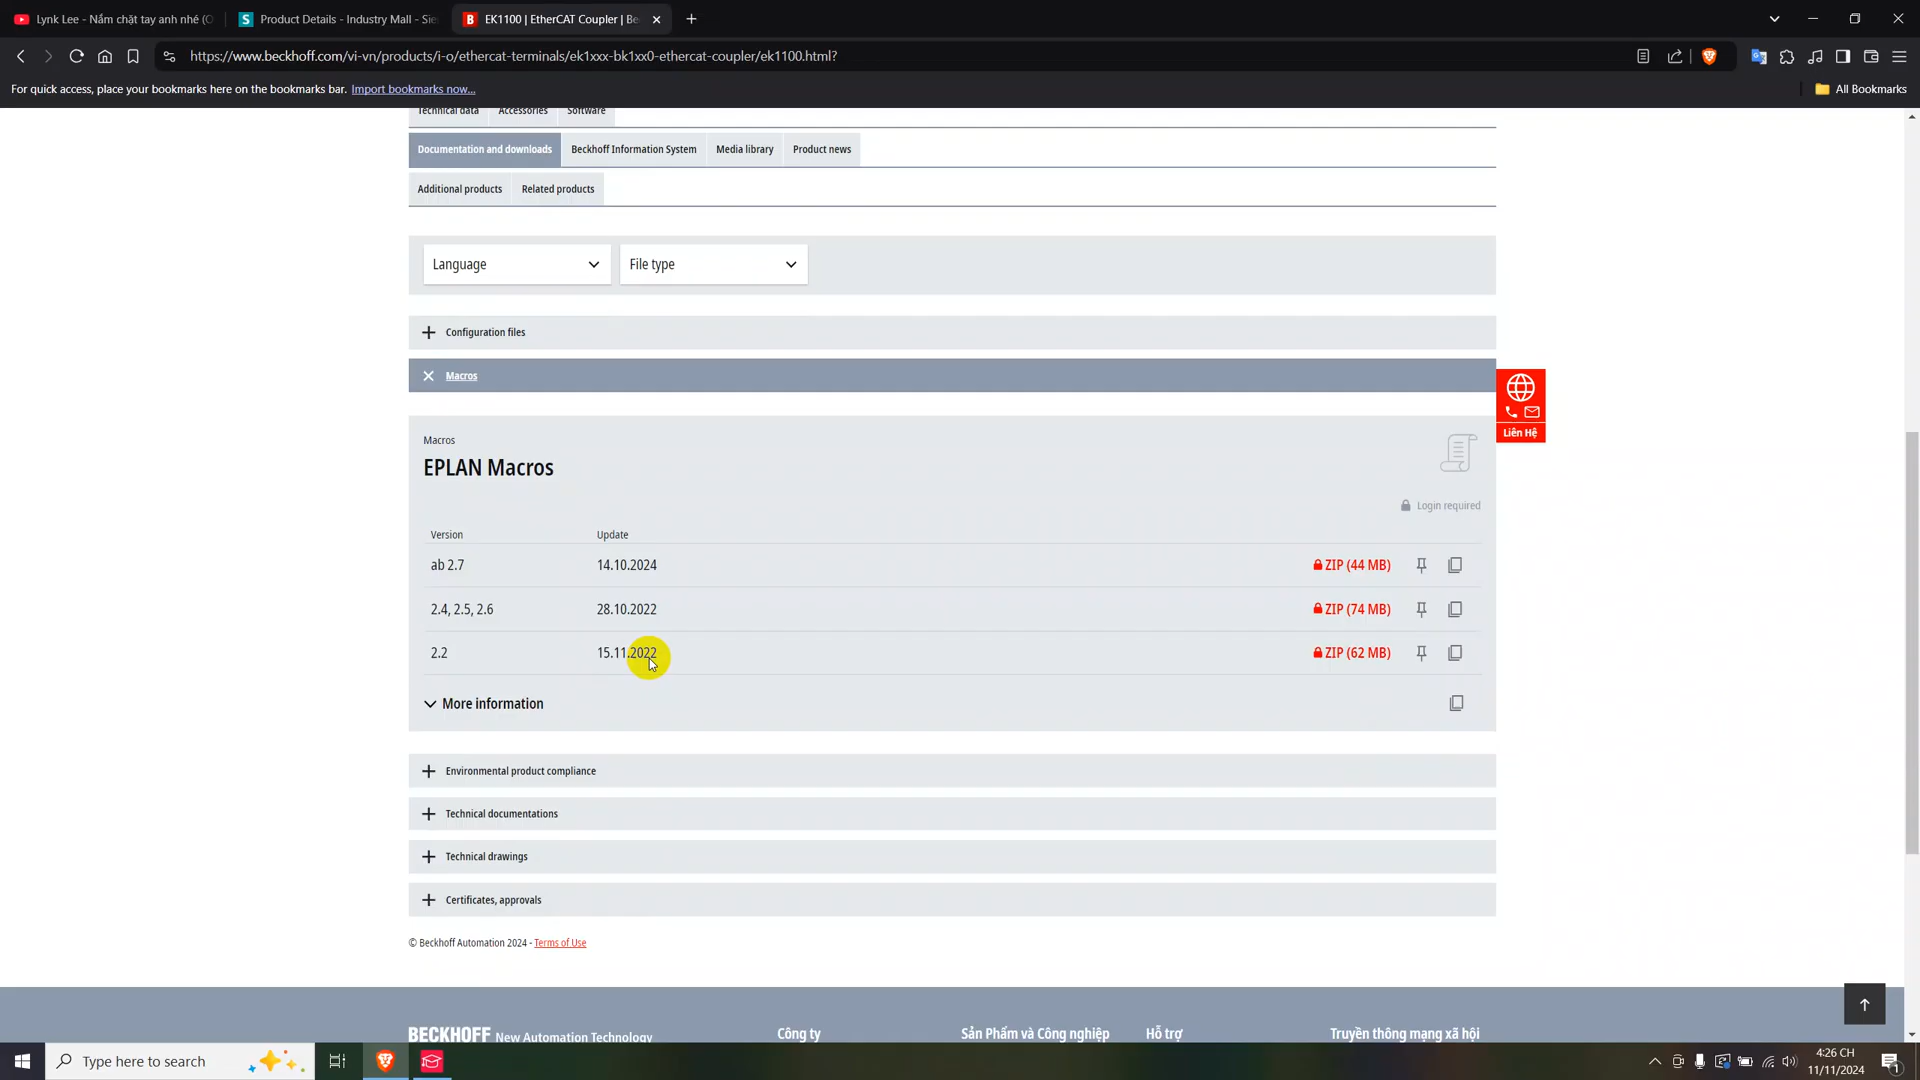 Lynk Lee - Nắm chặt tay anh nhé (O
Product Details - Industry Mall - Sie
EK1100 | EtherCAT Coupler | Be
https://www.beckhoff.com/vi-vn/products/i-o/ethercat-terminals/ek1xxx-bk1xx0-ethercat-coupler/ek1100.html?
For quick access, place your bookmarks here on the bookmarks bar. Import bookmarks now...
All Bookmarks
Technical data
Accessories
Software
Documentation and downloads
Beckhoff Information System
Media library
Product news
Additional products
Related products
Language
File type
Configuration files
Macros
Liên Hệ
Macros
EPLAN Macros
Login required
Version
Update
ab 2.7
14.10.2024
ZIP (44 MB)
2.4, 2.5, 2.6
28.10.2022
ZIP (74 MB)
2.2
15.11.2022
ZIP (62 MB)
More information
Environmental product compliance
Technical documentations
Technical drawings
Certificates, approvals
© Beckhoff Automation 2024 - Terms of Use
BECKHOFF New Automation Technology
Công ty
Sản Phẩm và Công nghiệp
Hỗ trợ
Truyền thông mạng xã hội
Type here to search
4:26 CH
11/11/2024
1